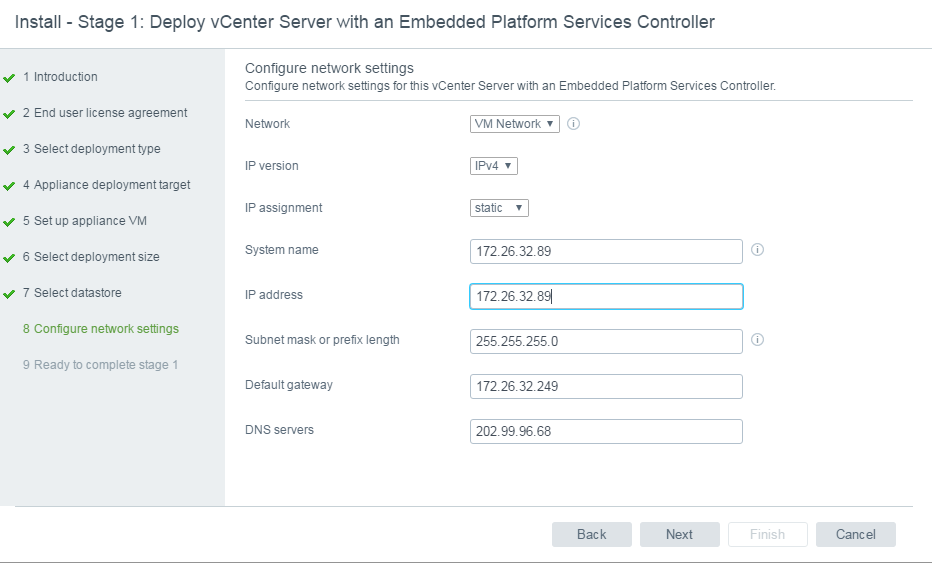 Install - Stage 1: Deploy vCenter Server with an Embedded Platform Services Controller
1 Introduction
2 End user license agreement
3 Select deployment type
4 Appliance deployment target
5 Set up appliance VM
6 Select deployment size
7 Select datastore
8 Configure network settings
9 Ready to complete stage 1
Configure network settings
Configure network settings for this vCenter Server with an Embedded Platform Services Controller.
Network VM Network
IP version IPv4
IP assignment static
System name 172.26.32.89
IP address 172.26.32.89
Subnet mask or prefix length 255.255.255.0
Default gateway 172.26.32.249
DNS servers 202.99.96.68
Back Next Finish Cancel